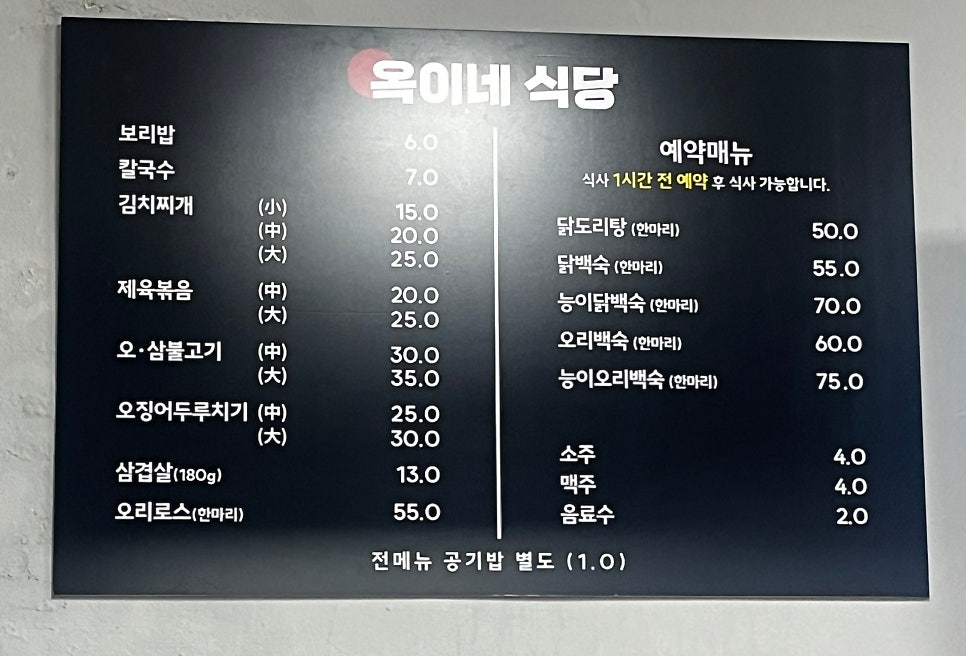 옥이네 식당
보리밥 6.0
칼국수 7.0
김치찌개 (小) 15.0
(中) 20.0
(大) 25.0
제육볶음 (中) 20.0
(大) 25.0
오·삼불고기 (中) 30.0
(大) 35.0
오징어두루치기 (中) 25.0
(大) 30.0
삼겹살(180g) 13.0
오리로스(한마리) 55.0
예약매뉴
식사 1시간 전 예약 후 식사 가능합니다.
닭도리탕 (한마리) 50.0
닭백숙 (한마리) 55.0
능이닭백숙 (한마리) 70.0
오리백숙 (한마리) 60.0
능이오리백숙 (한마리) 75.0
소주 4.0
맥주 4.0
음료수 2.0
전메뉴 공기밥 별도 (1.0)